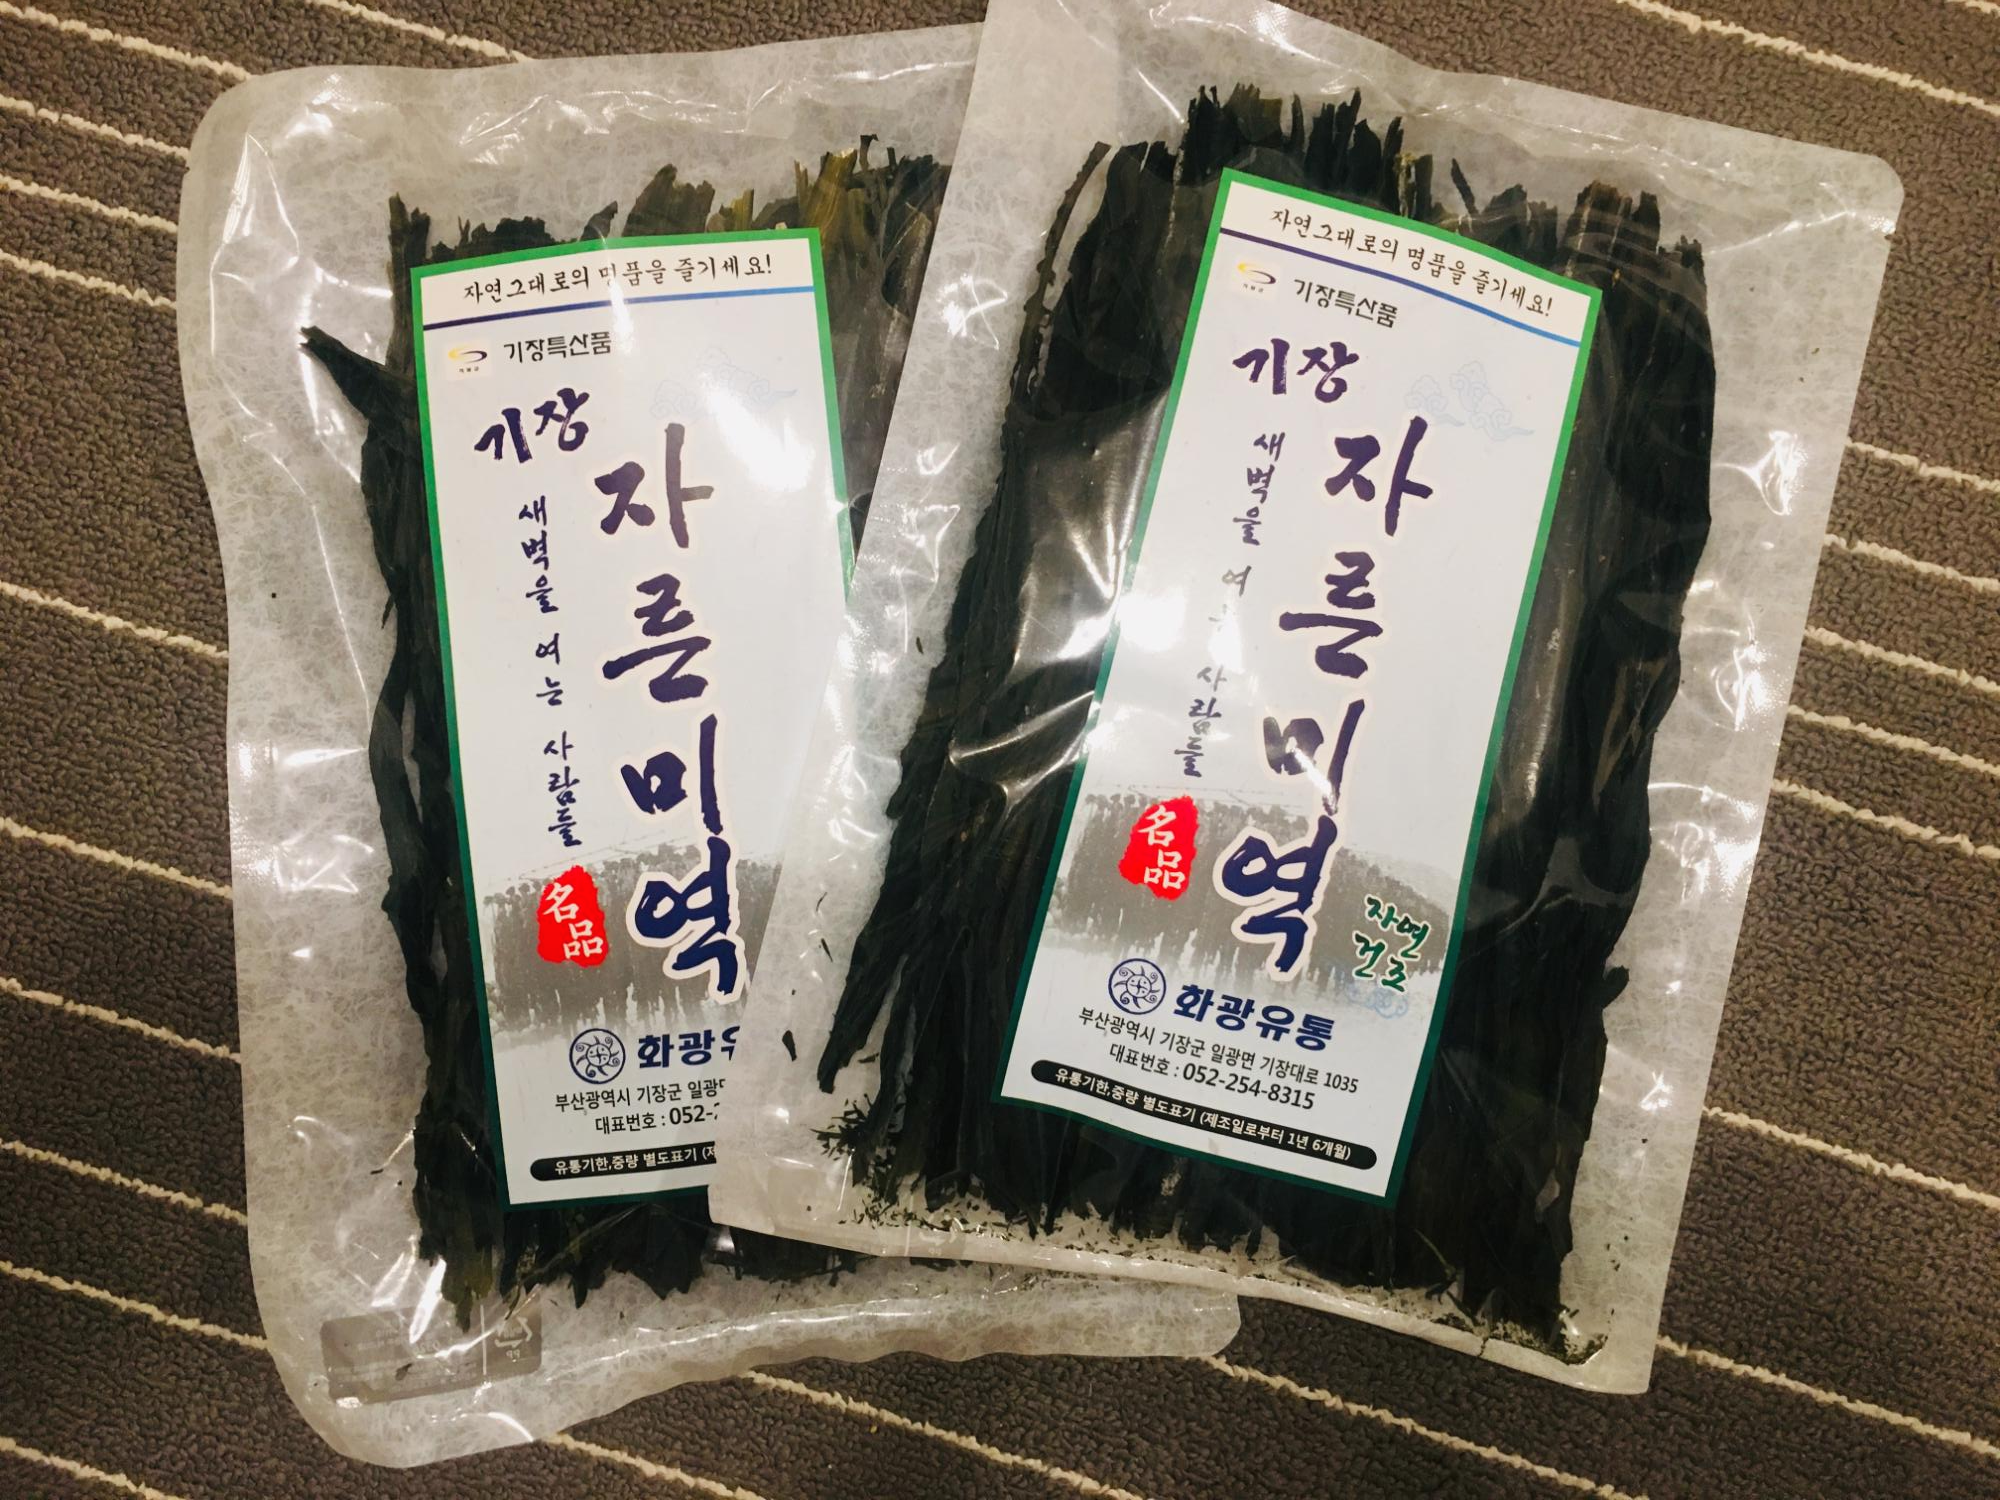 자연그대로의 명품을 즐기세요!
기장특산품
기장
자른미역
새벽을 여는 사람들
名品
화광
부산광역시 기장군 일광
대표번호 : 052-
유통기한,중량 별도표기
자연그대로의 명품을 즐기세요!
기장특산품
기장
자른미역
새벽을 여는 사람들
名品
자연
건조
화광유통
부산광역시 기장군 일광면 기장대로 1035
대표번호 : 052-254-8315
유통기한,중량 별도표기 (제조일로부터 1년 6개월)
PP